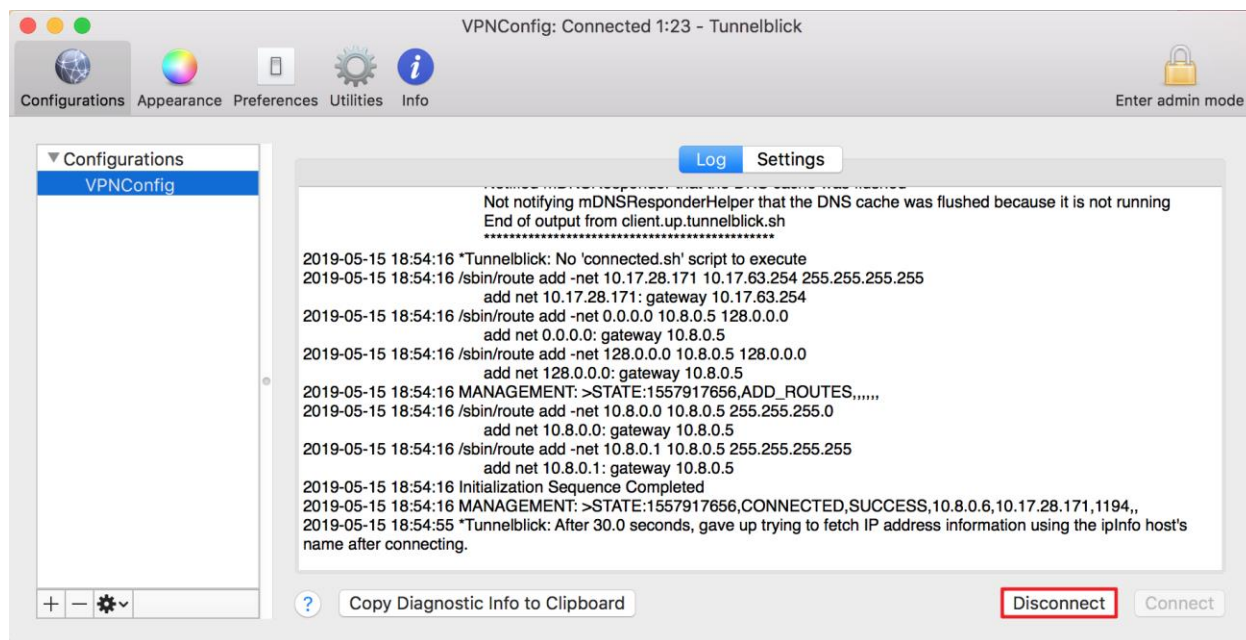 VPNConfig: Connected 1:23 - Tunnelblick
Configurations Appearance Preferences Utilities Info Enter admin mode
Configurations
VPNConfig
Log Settings
Notified mDNSResponder that the DNS cache was flushed
Not notifying mDNSResponderHelper that the DNS cache was flushed because it is not running
End of output from client.up.tunnelblick.sh
**********************************************
2019-05-15 18:54:16 *Tunnelblick: No 'connected.sh' script to execute
2019-05-15 18:54:16 /sbin/route add -net 10.17.28.171 10.17.63.254 255.255.255.255
add net 10.17.28.171: gateway 10.17.63.254
2019-05-15 18:54:16 /sbin/route add -net 0.0.0.0 10.8.0.5 128.0.0.0
add net 0.0.0.0: gateway 10.8.0.5
2019-05-15 18:54:16 /sbin/route add -net 128.0.0.0 10.8.0.5 128.0.0.0
add net 128.0.0.0: gateway 10.8.0.5
2019-05-15 18:54:16 MANAGEMENT: >STATE:1557917656,ADD_ROUTES,,,,,,
2019-05-15 18:54:16 /sbin/route add -net 10.8.0.0 10.8.0.5 255.255.255.0
add net 10.8.0.0: gateway 10.8.0.5
2019-05-15 18:54:16 /sbin/route add -net 10.8.0.1 10.8.0.5 255.255.255.255
add net 10.8.0.1: gateway 10.8.0.5
2019-05-15 18:54:16 Initialization Sequence Completed
2019-05-15 18:54:16 MANAGEMENT: >STATE:1557917656,CONNECTED,SUCCESS,10.8.0.6,10.17.28.171,1194,,
2019-05-15 18:54:55 *Tunnelblick: After 30.0 seconds, gave up trying to fetch IP address information using the ipInfo host's
name after connecting.
? Copy Diagnostic Info to Clipboard Disconnect Connect